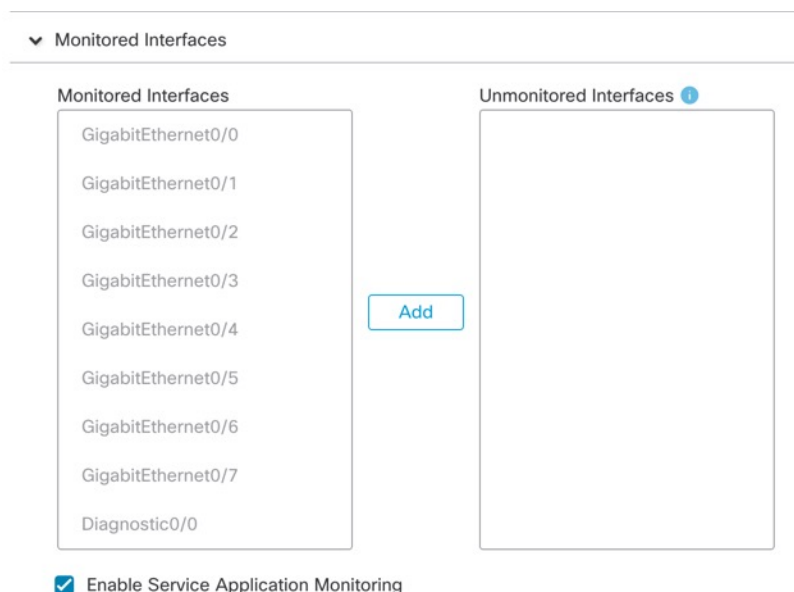 Monitored Interfaces
Monitored Interfaces
Unmonitored Interfaces
GigabitEthernet0/0
GigabitEthernet0/1
GigabitEthernet0/2
GigabitEthernet0/3
GigabitEthernet0/4
GigabitEthernet0/5
GigabitEthernet0/6
GigabitEthernet0/7
Diagnostic0/0
Add
Enable Service Application Monitoring